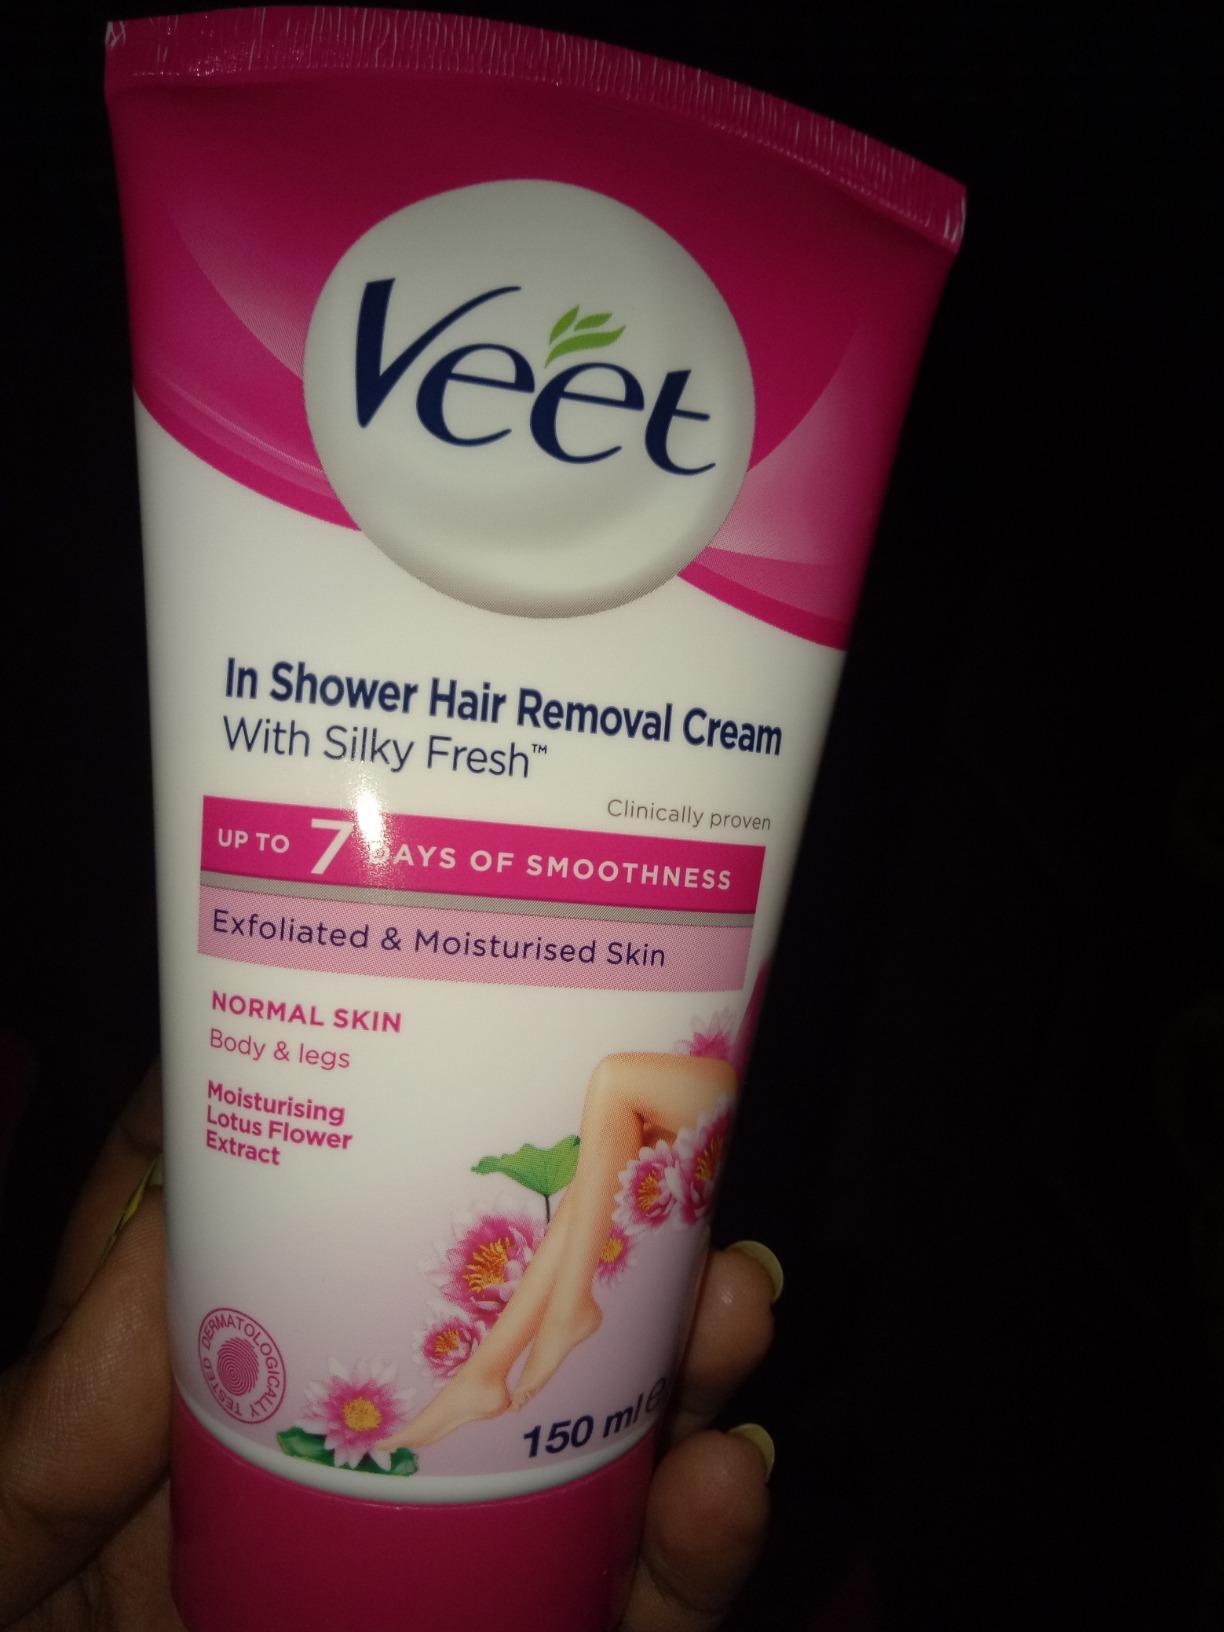 Veet
In Shower Hair Removal Cream
With Silky Fresh™
Clinically proven
UP TO 7 DAYS OF SMOOTHNESS
Exfoliated & Moisturised Skin
NORMAL SKIN
Body & legs
Moisturising
Lotus Flower
Extract
DERMATOLOGICALLY TESTED
150 ml e